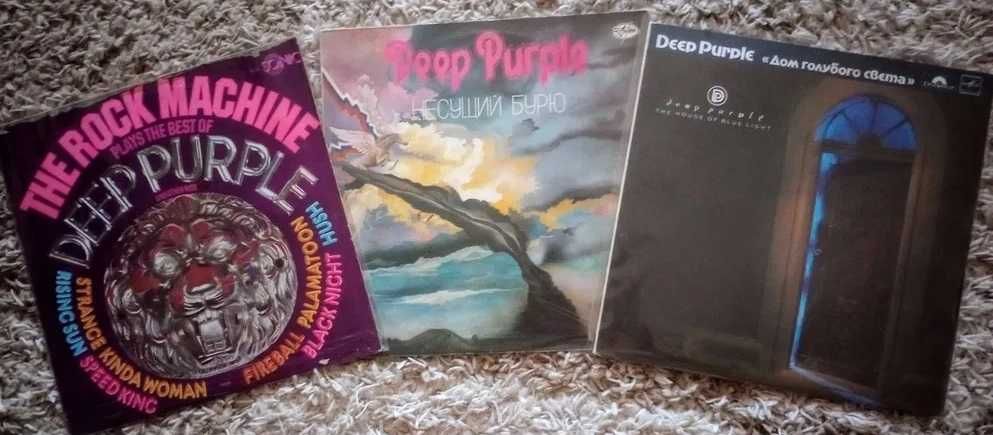 SONIC
THE ROCK MACHINE
PLAYS THE BEST OF
DEEP PURPLE
HUSH
PALAMATOON
BLACK NIGHT
FIREBALL
STRANGE KINDA WOMAN
RISING SUN
SPEED KING
Deep Purple
НЕСУЩИЙ БУРЮ
DEEP PURPLE «ДОМ ГОЛУБОГО СВЕТА»
deep purple
THE HOUSE OF BLUE LIGHT